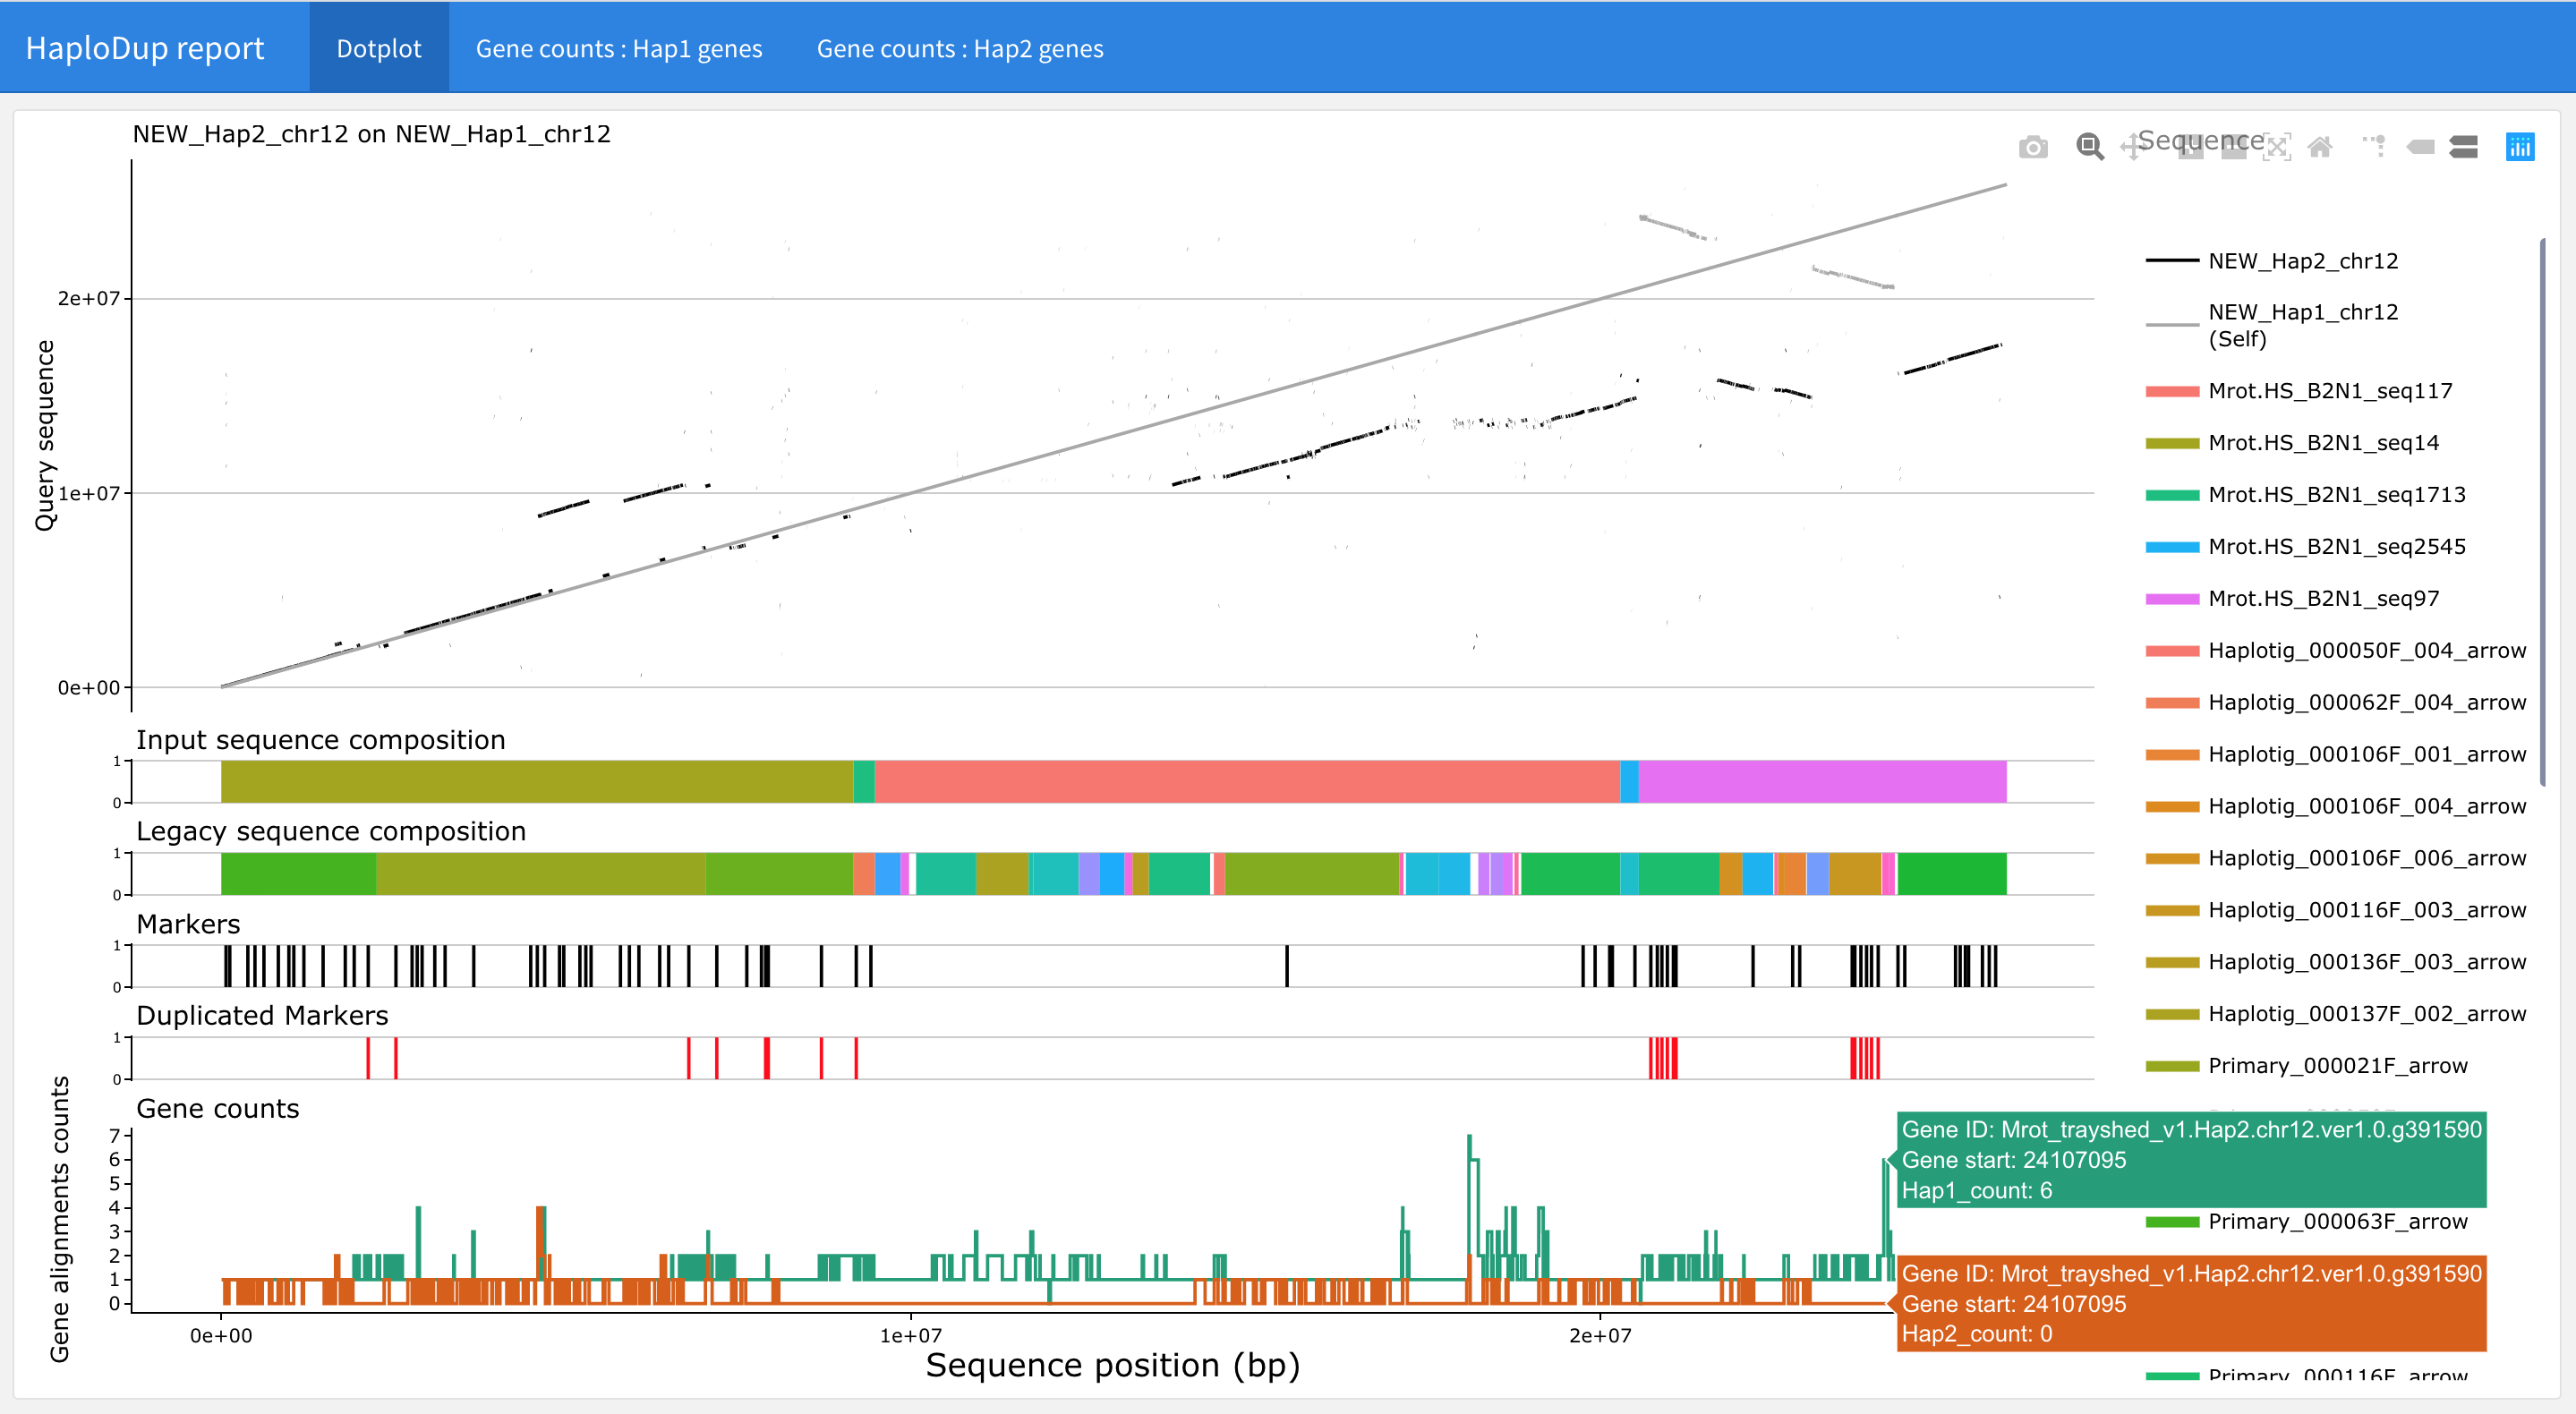 HaploDup report
Dotplot
Gene counts : Hap1 genes
Gene counts : Hap2 genes
NEW_Hap2_chr12 on NEW_Hap1_chr12
Sequence
Query sequence
2e+07
1e+07
0e+00
NEW_Hap2_chr12
NEW_Hap1_chr12
(Self)
Mrot.HS_B2N1_seq117
Mrot.HS_B2N1_seq14
Mrot.HS_B2N1_seq1713
Mrot.HS_B2N1_seq2545
Mrot.HS_B2N1_seq97
Haplotig_000050F_004_arrow
Haplotig_000062F_004_arrow
Haplotig_000106F_001_arrow
Haplotig_000106F_004_arrow
Haplotig_000106F_006_arrow
Haplotig_000116F_003_arrow
Haplotig_000136F_003_arrow
Haplotig_000137F_002_arrow
Primary_000021F_arrow
Primary_000063F_arrow
Primary_000116F_arrow
Input sequence composition
1
0
Legacy sequence composition
1
0
Markers
1
0
Duplicated Markers
1
0
Gene counts
Gene alignments counts
7
6
5
4
3
2
1
0
Gene ID: Mrot_trayshed_v1.Hap2.chr12.ver1.0.g391590
Gene start: 24107095
Hap1_count: 6
Gene ID: Mrot_trayshed_v1.Hap2.chr12.ver1.0.g391590
Gene start: 24107095
Hap2_count: 0
0e+00
1e+07
2e+07
Sequence position (bp)